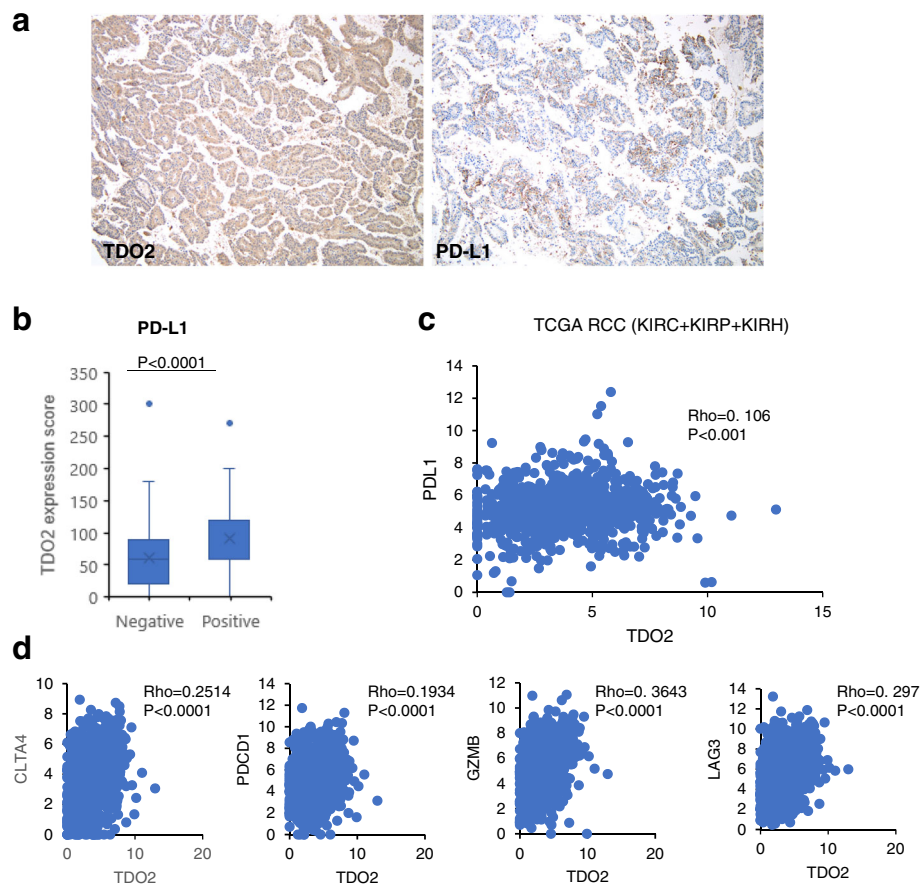 a
TDO2
PD-L1
b
PD-L1
P<0.0001
TDO2 expression score
350
300
250
200
150
100
50
0
Negative
Positive
c
TCGA RCC (KIRC+KIRP+KIRH)
PDL1
14
12
10
8
6
4
2
0
Rho=0. 106
P<0.001
0
5
10
15
TDO2
d
CLTA4
10
8
6
4
2
0
Rho=0.2514
P<0.0001
0
10
20
TDO2
PDCD1
14
12
10
8
6
4
2
0
Rho=0.1934
P<0.0001
0
10
20
TDO2
GZMB
12
10
8
6
4
2
0
Rho=0. 3643
P<0.0001
0
10
20
TDO2
LAG3
14
12
10
8
6
4
2
0
Rho=0. 297
P<0.0001
0
10
20
TDO2